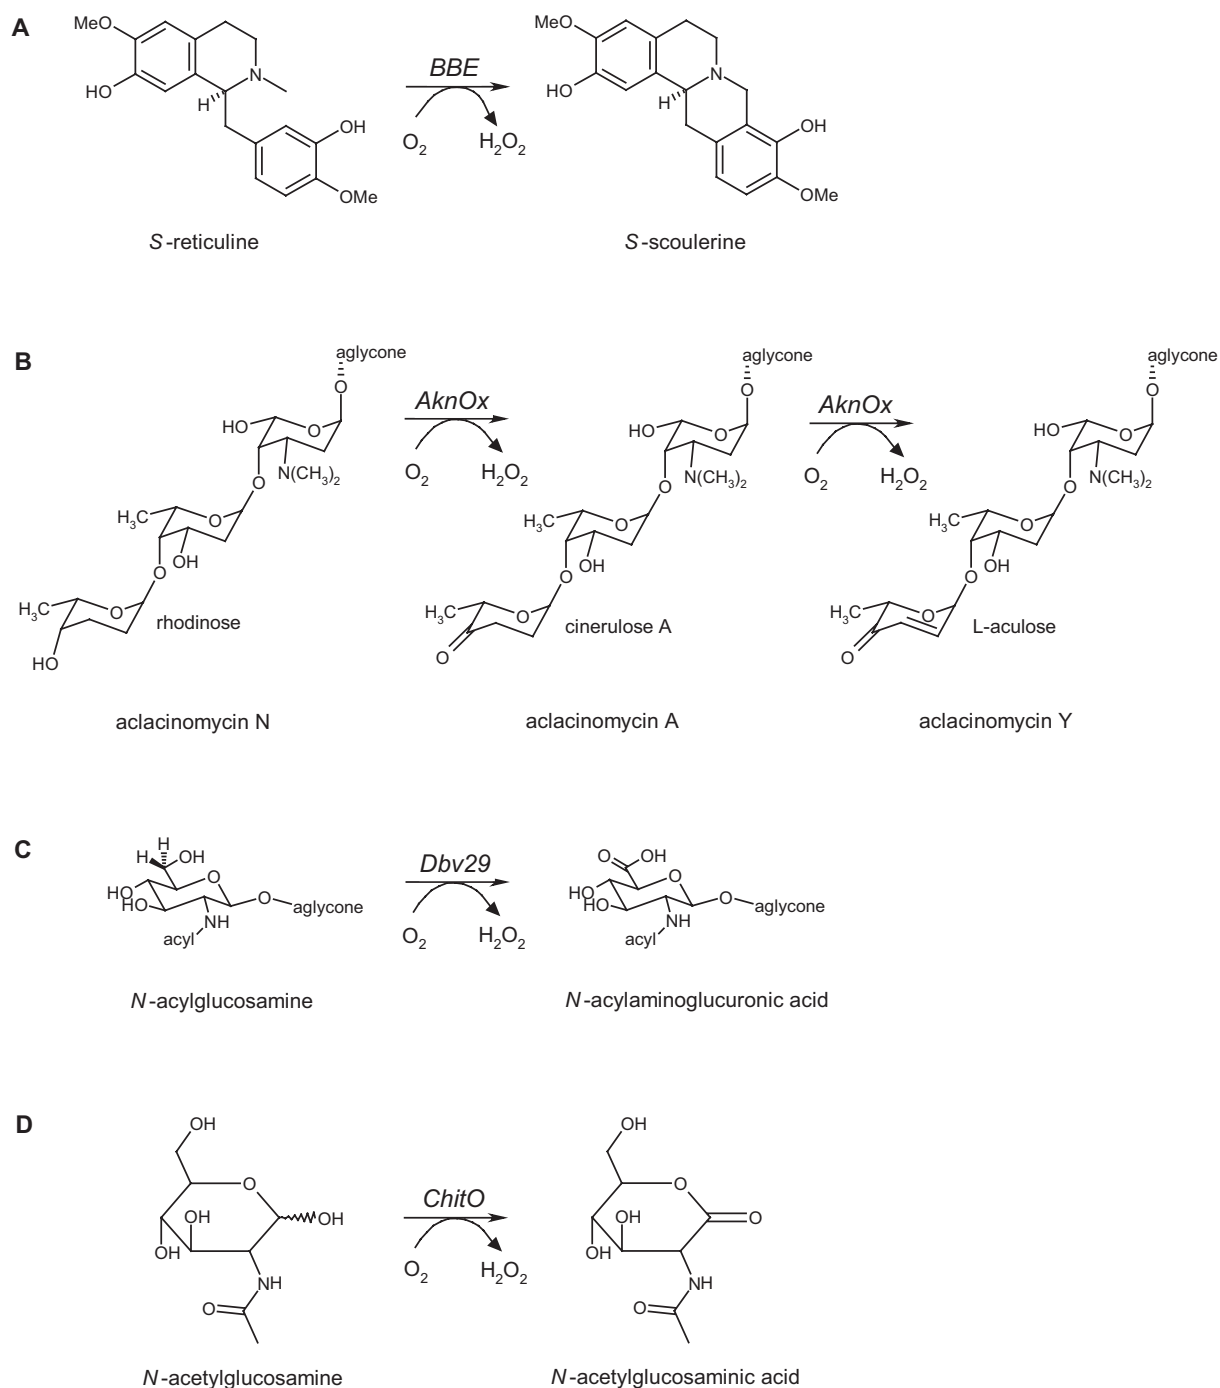 A
MeO
HO
N
H
OH
OMe
BBE
O2
H2O2
MeO
HO
N
H
OH
OMe
S-reticuline
S-scoulerine
B
aglycone
O
HO
O
N(CH3)2
O
H3C
O
OH
O
H3C
O
rhodinose
HO
AknOx
O2
H2O2
aglycone
O
HO
O
N(CH3)2
O
H3C
O
OH
O
H3C
O
cinerulose A
O
AknOx
O2
H2O2
aglycone
O
HO
O
N(CH3)2
O
H3C
O
OH
O
H3C
O
L-aculose
O
aclacinomycin N
aclacinomycin A
aclacinomycin Y
C
H
H
OH
O
HO
HO
O
aglycone
NH
acyl
Dbv29
O2
H2O2
O
OH
O
HO
HO
O
aglycone
NH
acyl
N-acylglucosamine
N-acylaminoglucuronic acid
D
OH
O
OH
OH
OH
NH
O
ChitO
O2
H2O2
OH
O
OH
O
OH
NH
O
N-acetylglucosamine
N-acetylglucosaminic acid